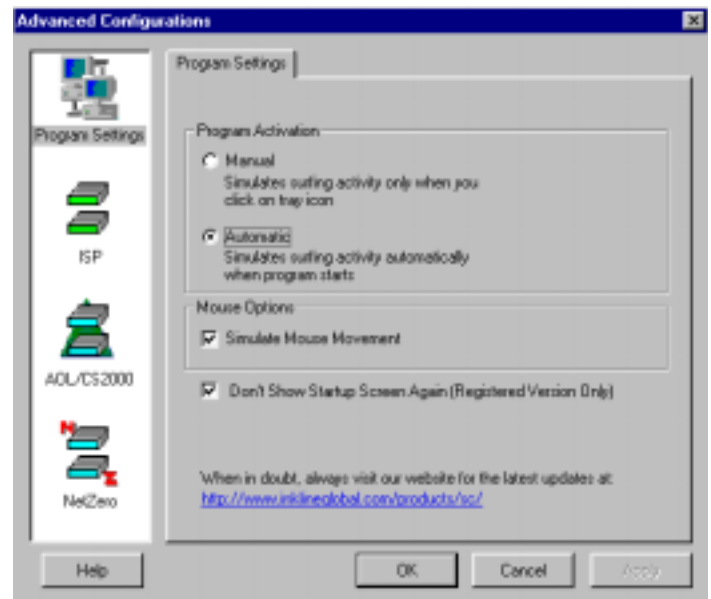 Advanced Configurations
Program Settings
ISP
AOL/CS2000
NetZero
Program Settings
Program Activation
Manual
Simulates surfing activity only when you
click on tray icon
Automatic
Simulates surfing activity automatically
when program starts
Mouse Options
Simulate Mouse Movement
Don't Show Startup Screen Again (Registered Version Only)
When in doubt, always visit our website for the latest updates at:
http://www.inklineglobal.com/products/sc/
Help
OK
Cancel
Apply